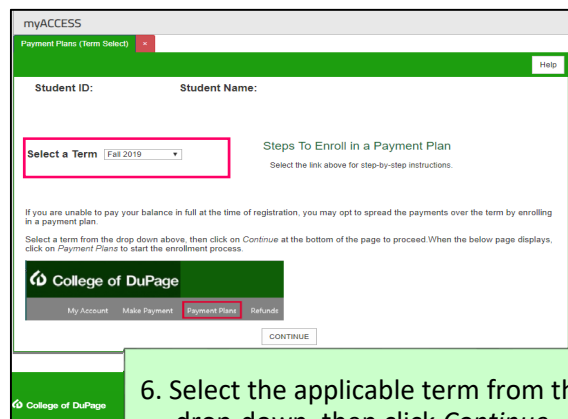 myACCESS
Payment Plans (Term Select) ×
Help
Student ID: Student Name:
Select a Term Fall 2019
Steps To Enroll in a Payment Plan
Select the link above for step-by-step instructions.
If you are unable to pay your balance in full at the time of registration, you may opt to spread the payments over the term by enrolling
in a payment plan.
Select a term from the drop down above, then click on Continue at the bottom of the page to proceed.When the below page displays,
click on Payment Plans to start the enrollment process.
College of DuPage
My Account Make Payment Payment Plans Refunds
CONTINUE
College of DuPage
6. Select the applicable term from th
drop down, then click Continue